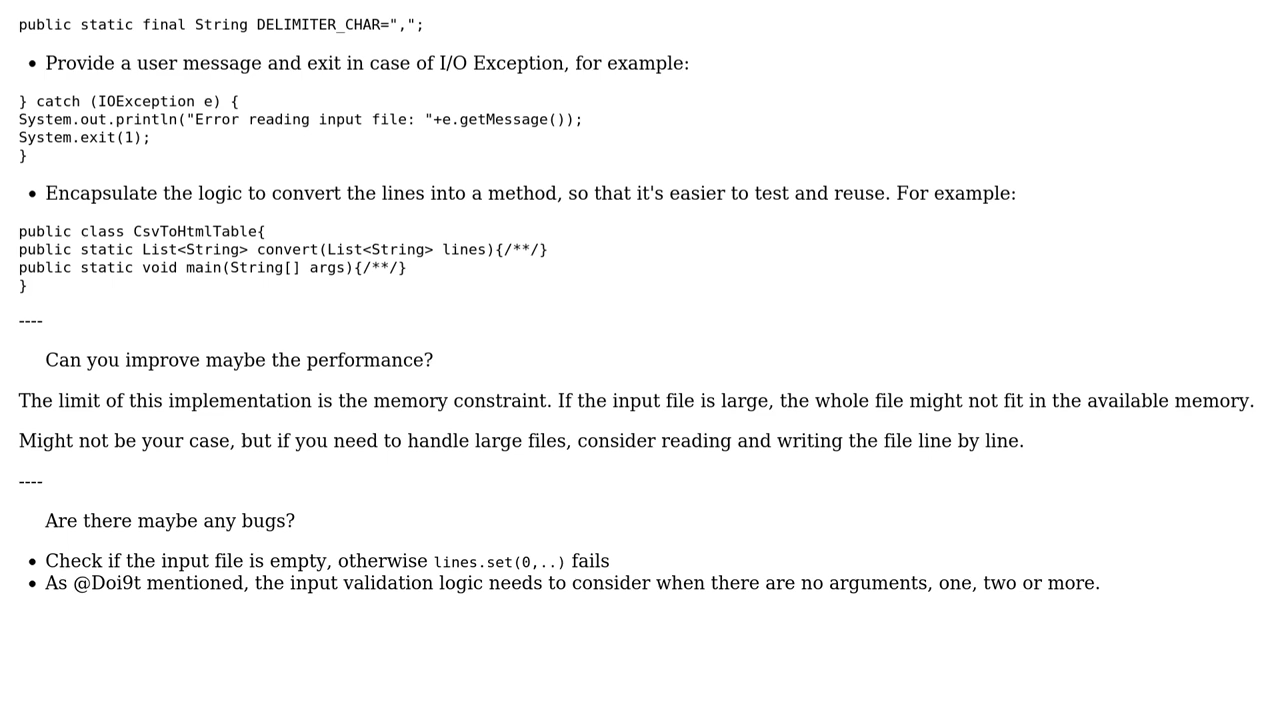 public static final String DELIMITER_CHAR=",";
• Provide a user message and exit in case of I/O Exception, for example:
} catch (IOException e) {
System.out.println("Error reading input file: "+e.getMessage());
System.exit(1);
}
• Encapsulate the logic to convert the lines into a method, so that it's easier to test and reuse. For example:
public class CsvToHtmlTable{
public static List<String> convert(List<String> lines){/**/}
public static void main(String[] args){/**/}
}
----
Can you improve maybe the performance?
The limit of this implementation is the memory constraint. If the input file is large, the whole file might not fit in the available memory.
Might not be your case, but if you need to handle large files, consider reading and writing the file line by line.
----
Are there maybe any bugs?
• Check if the input file is empty, otherwise lines.set(0,..) fails
• As @Doi9t mentioned, the input validation logic needs to consider when there are no arguments, one, two or more.